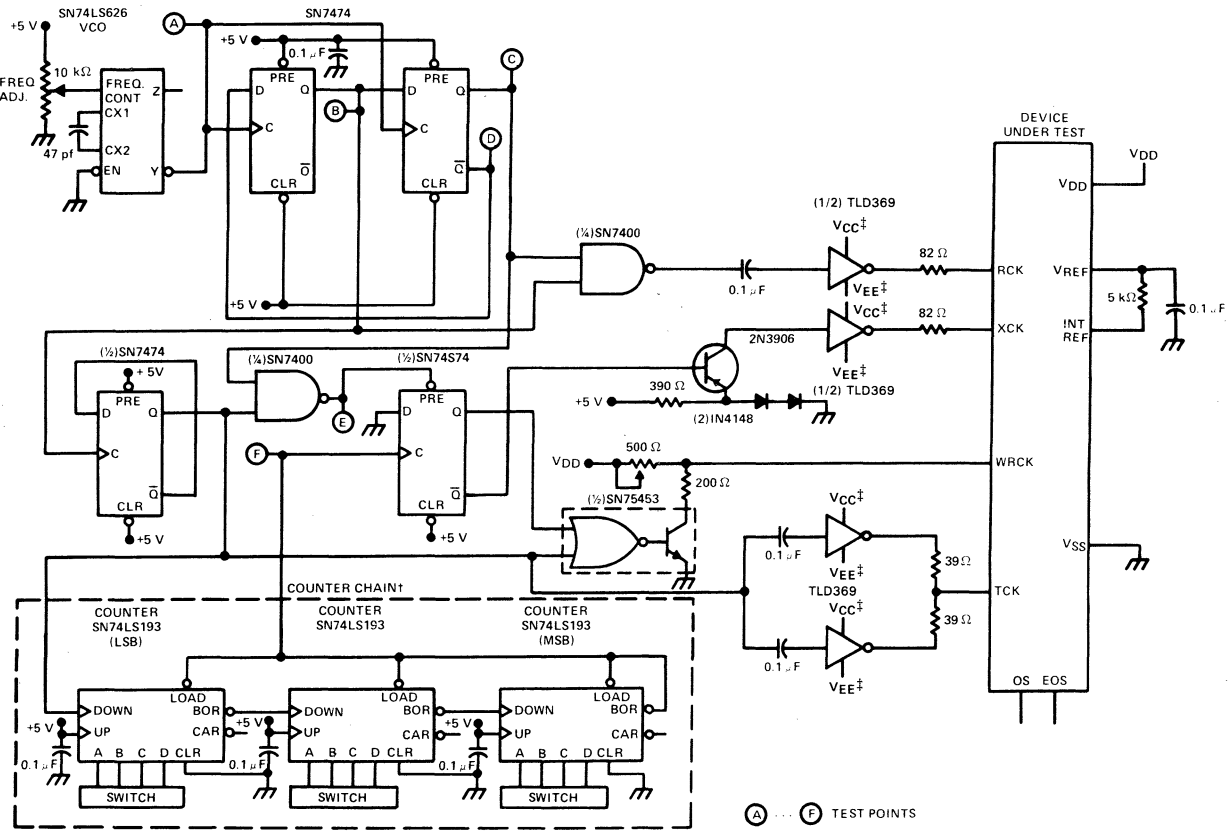 SN74LS626
VCO
+5 V
10 kΩ
FREQ
ADJ.
FREQ.
CONT
Z
CX1
CX2
47 pf
EN
Y
A
SN7474
+5 V
0.1 µF
PRE
D
Q
C
O
CLR
B
PRE
D
Q
C
Q
CLR
C
D
+5 V
(¼)SN7400
0.1 µF
(1/2) TLD369
VCC‡
VEE‡
82 Ω
VCC‡
VEE‡
(1/2) TLD369
82 Ω
2N3906
390 Ω
+5 V
(2)IN4148
DEVICE
UNDER TEST
VDD
VDD
RCK
VREF
5 kΩ
0.1 µF
XCK
INT
REF
WRCK
VSS
TCK
OS EOS
(½)SN7474
+ 5V
PRE
D
Q
C
Q
CLR
+5 V
(¼)SN7400
E
(½)SN74S74
PRE
D
Q
C
Q
CLR
+5 V
F
VDD
500 Ω
200 Ω
(½)SN75453
0.1 µF
VCC‡
VEE‡
TLD369
VCC‡
0.1 µF
VEE‡
39 Ω
39 Ω
COUNTER CHAIN†
COUNTER
SN74LS193
(LSB)
COUNTER
SN74LS193
COUNTER
SN74LS193
(MSB)
LOAD
DOWN
BOR
UP
CAR
A B C D CLR
+5 V
0.1 µF
SWITCH
LOAD
DOWN
BOR
UP
CAR
A B C D CLR
+5 V
0.1 µF
SWITCH
LOAD
DOWN
BOR
UP
CAR
A B C D CLR
+5 V
0.1 µF
SWITCH
A ... F TEST POINTS